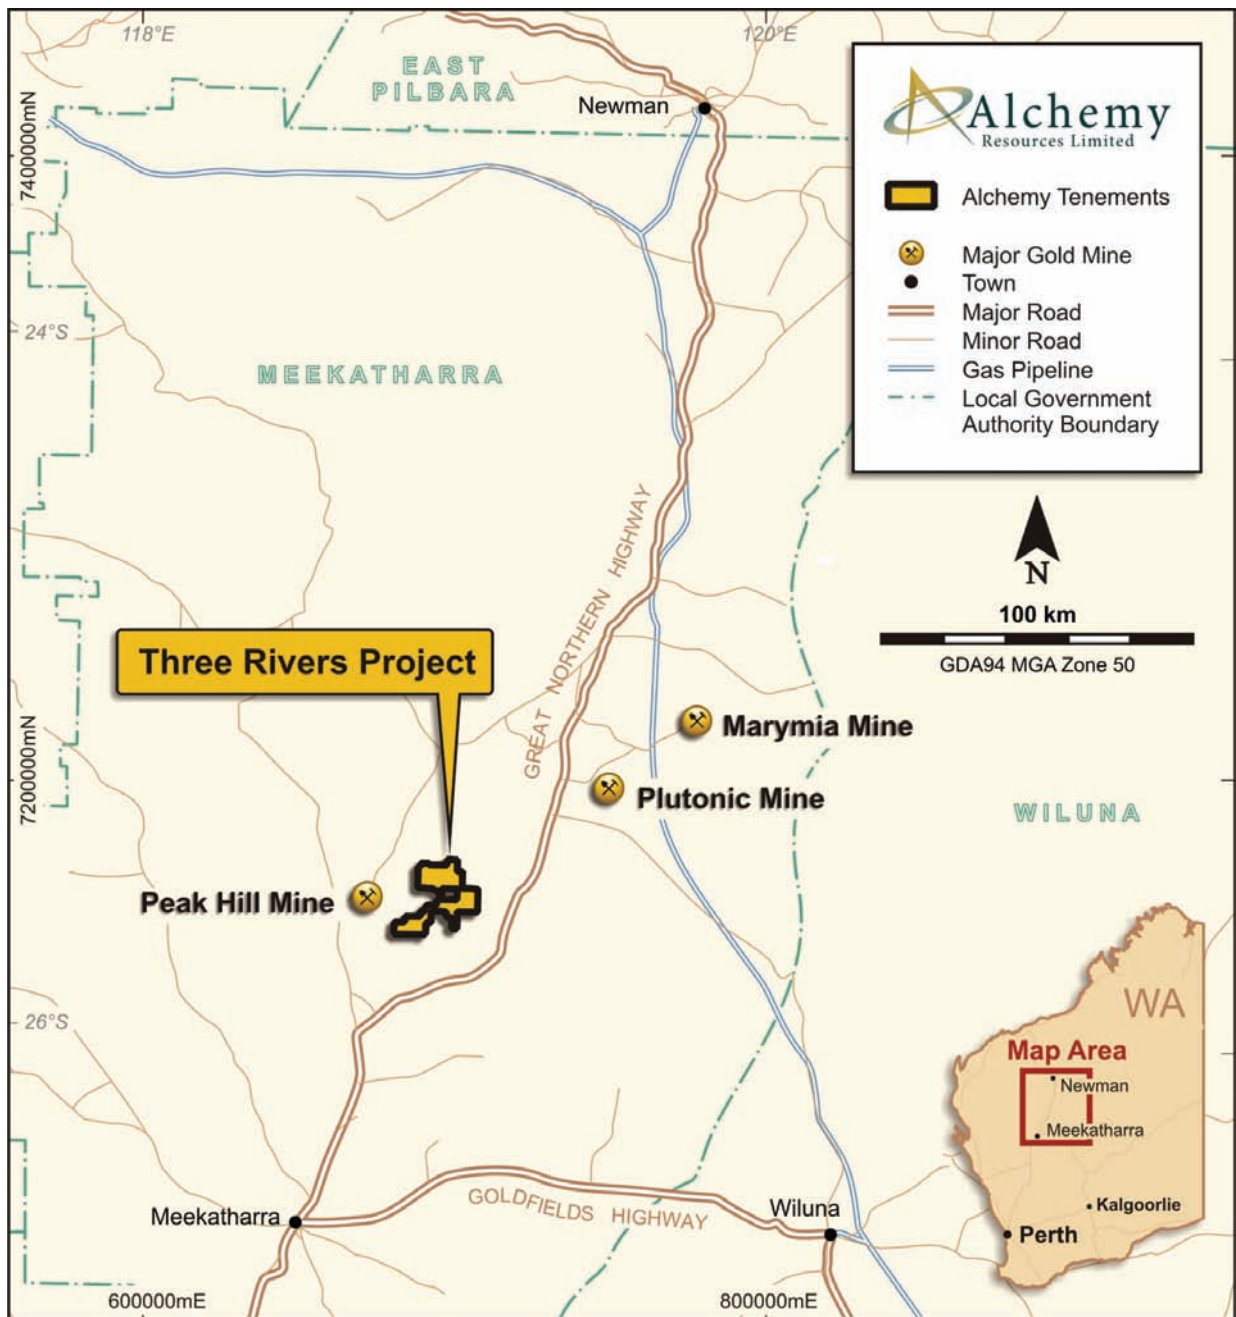 118°E
120°E
EAST
PILBARA
Newman
7400000mN
Alchemy
Resources Limited
Alchemy Tenements
Major Gold Mine
Town
Major Road
Minor Road
Gas Pipeline
Local Government
Authority Boundary
24°S
MEEKATHARRA
GREAT NORTHERN HIGHWAY
N
100 km
GDA94 MGA Zone 50
Three Rivers Project
Marymia Mine
Plutonic Mine
7200000mN
WILUNA
Peak Hill Mine
26°S
WA
Map Area
Newman
Meekatharra
Kalgoorlie
Perth
Meekatharra
GOLDFIELDS HIGHWAY
Wiluna
600000mE
800000mE